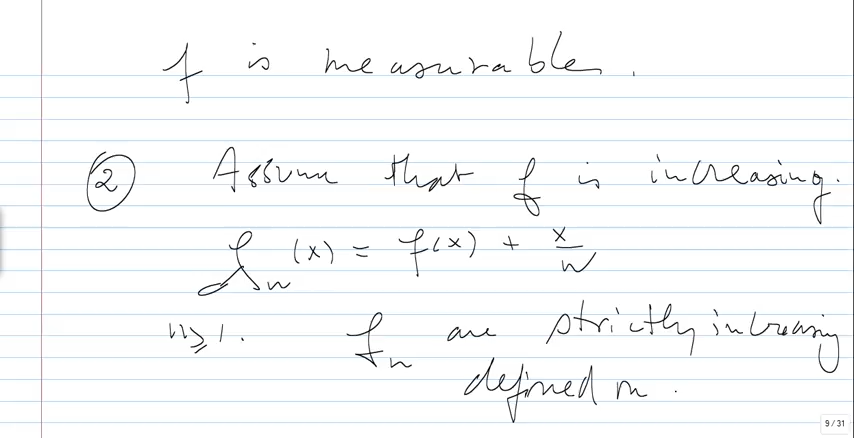 f is measurable.
② Assume that f is increasing.
fₙ(x) = f(x) + x/n
n ≥ 1. fₙ are strictly increasing
defined on.
9 / 31